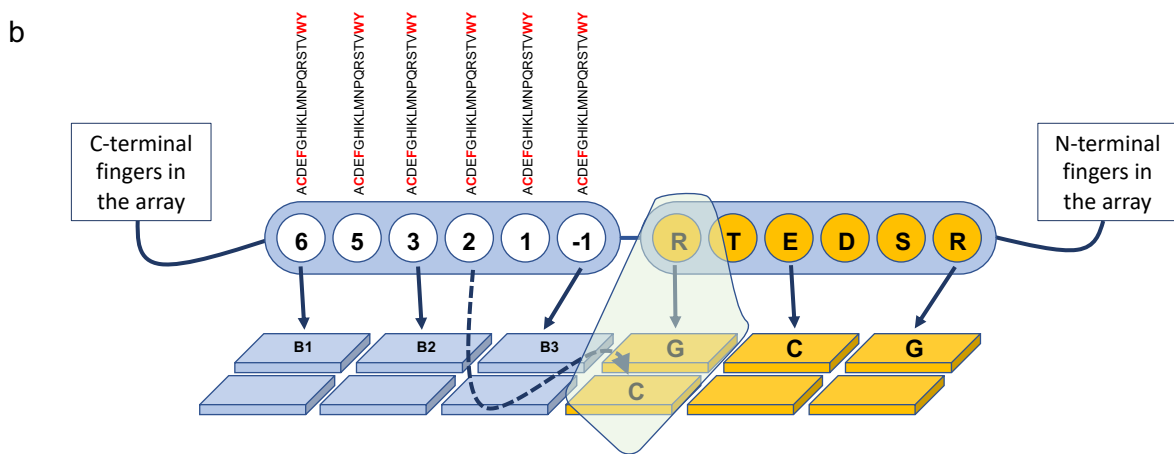 b
ACDEFGHIKLMNPQRSTVWY
ACDEFGHIKLMNPQRSTVWY
ACDEFGHIKLMNPQRSTVWY
ACDEFGHIKLMNPQRSTVWY
ACDEFGHIKLMNPQRSTVWY
ACDEFGHIKLMNPQRSTVWY
C-terminal
fingers in
the array
N-terminal
fingers in
the array
6 5 3 2 1 -1 R T E D S R
B1 B2 B3 G C G
C